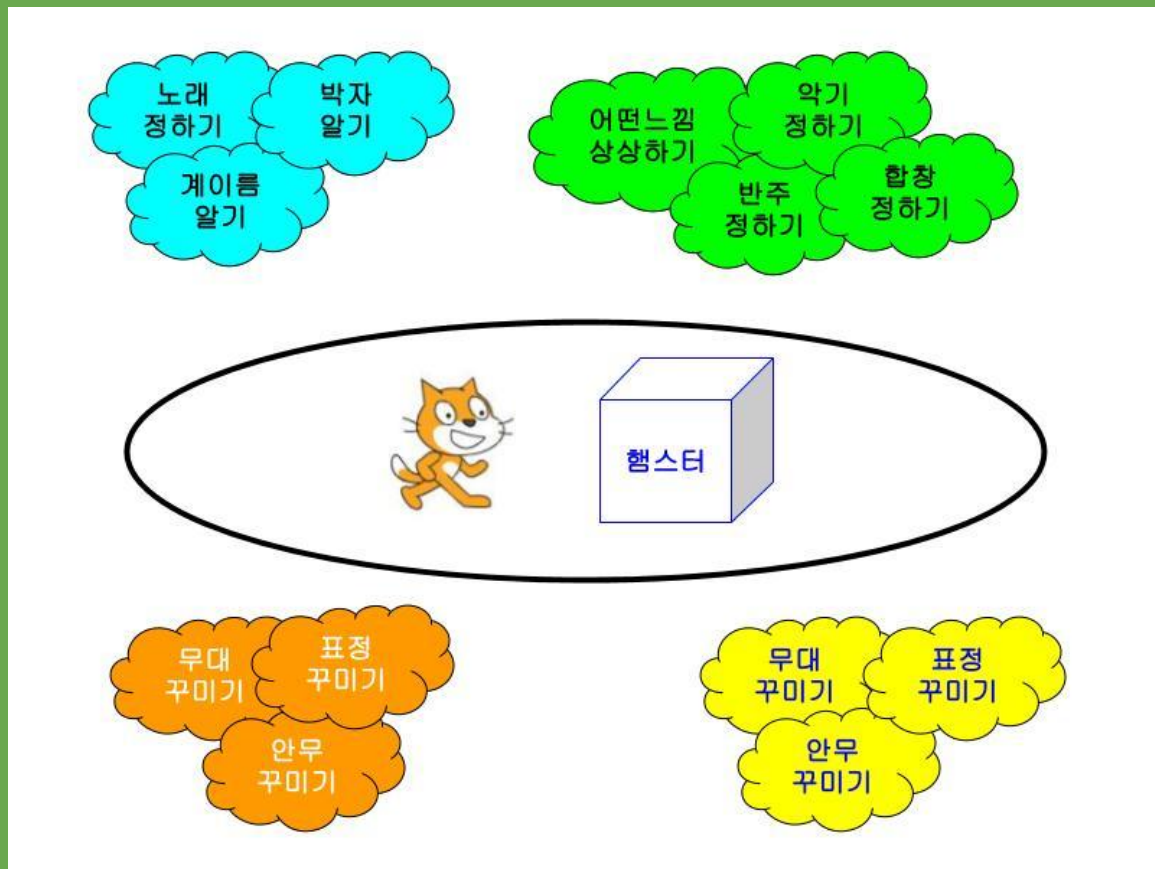 노래
정하기
박자
알기
계이름
알기
어떤느낌
상상하기
악기
정하기
반주
정하기
합창
정하기
햄스터
무대
꾸미기
표정
꾸미기
안무
꾸미기
무대
꾸미기
표정
꾸미기
안무
꾸미기